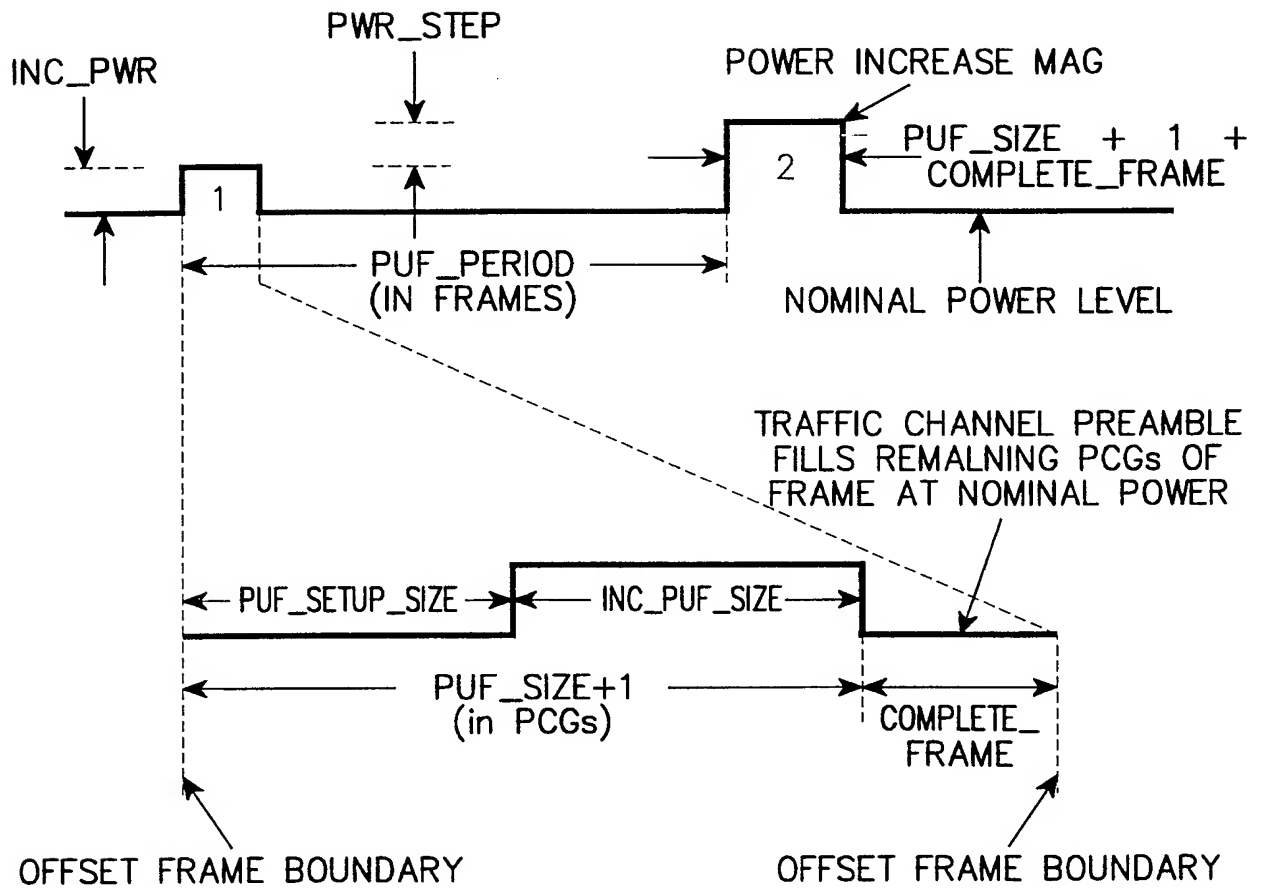 PWR_STEP
INC_PWR
POWER INCREASE MAG
PUF_SIZE + 1 +
COMPLETE_FRAME
1
2
PUF_PERIOD
(IN FRAMES)
NOMINAL POWER LEVEL
TRAFFIC CHANNEL PREAMBLE
FILLS REMALNING PCGs OF
FRAME AT NOMINAL POWER
PUF_SETUP_SIZE
INC_PUF_SIZE
PUF_SIZE+1
(in PCGs)
COMPLETE_
FRAME
OFFSET FRAME BOUNDARY
OFFSET FRAME BOUNDARY